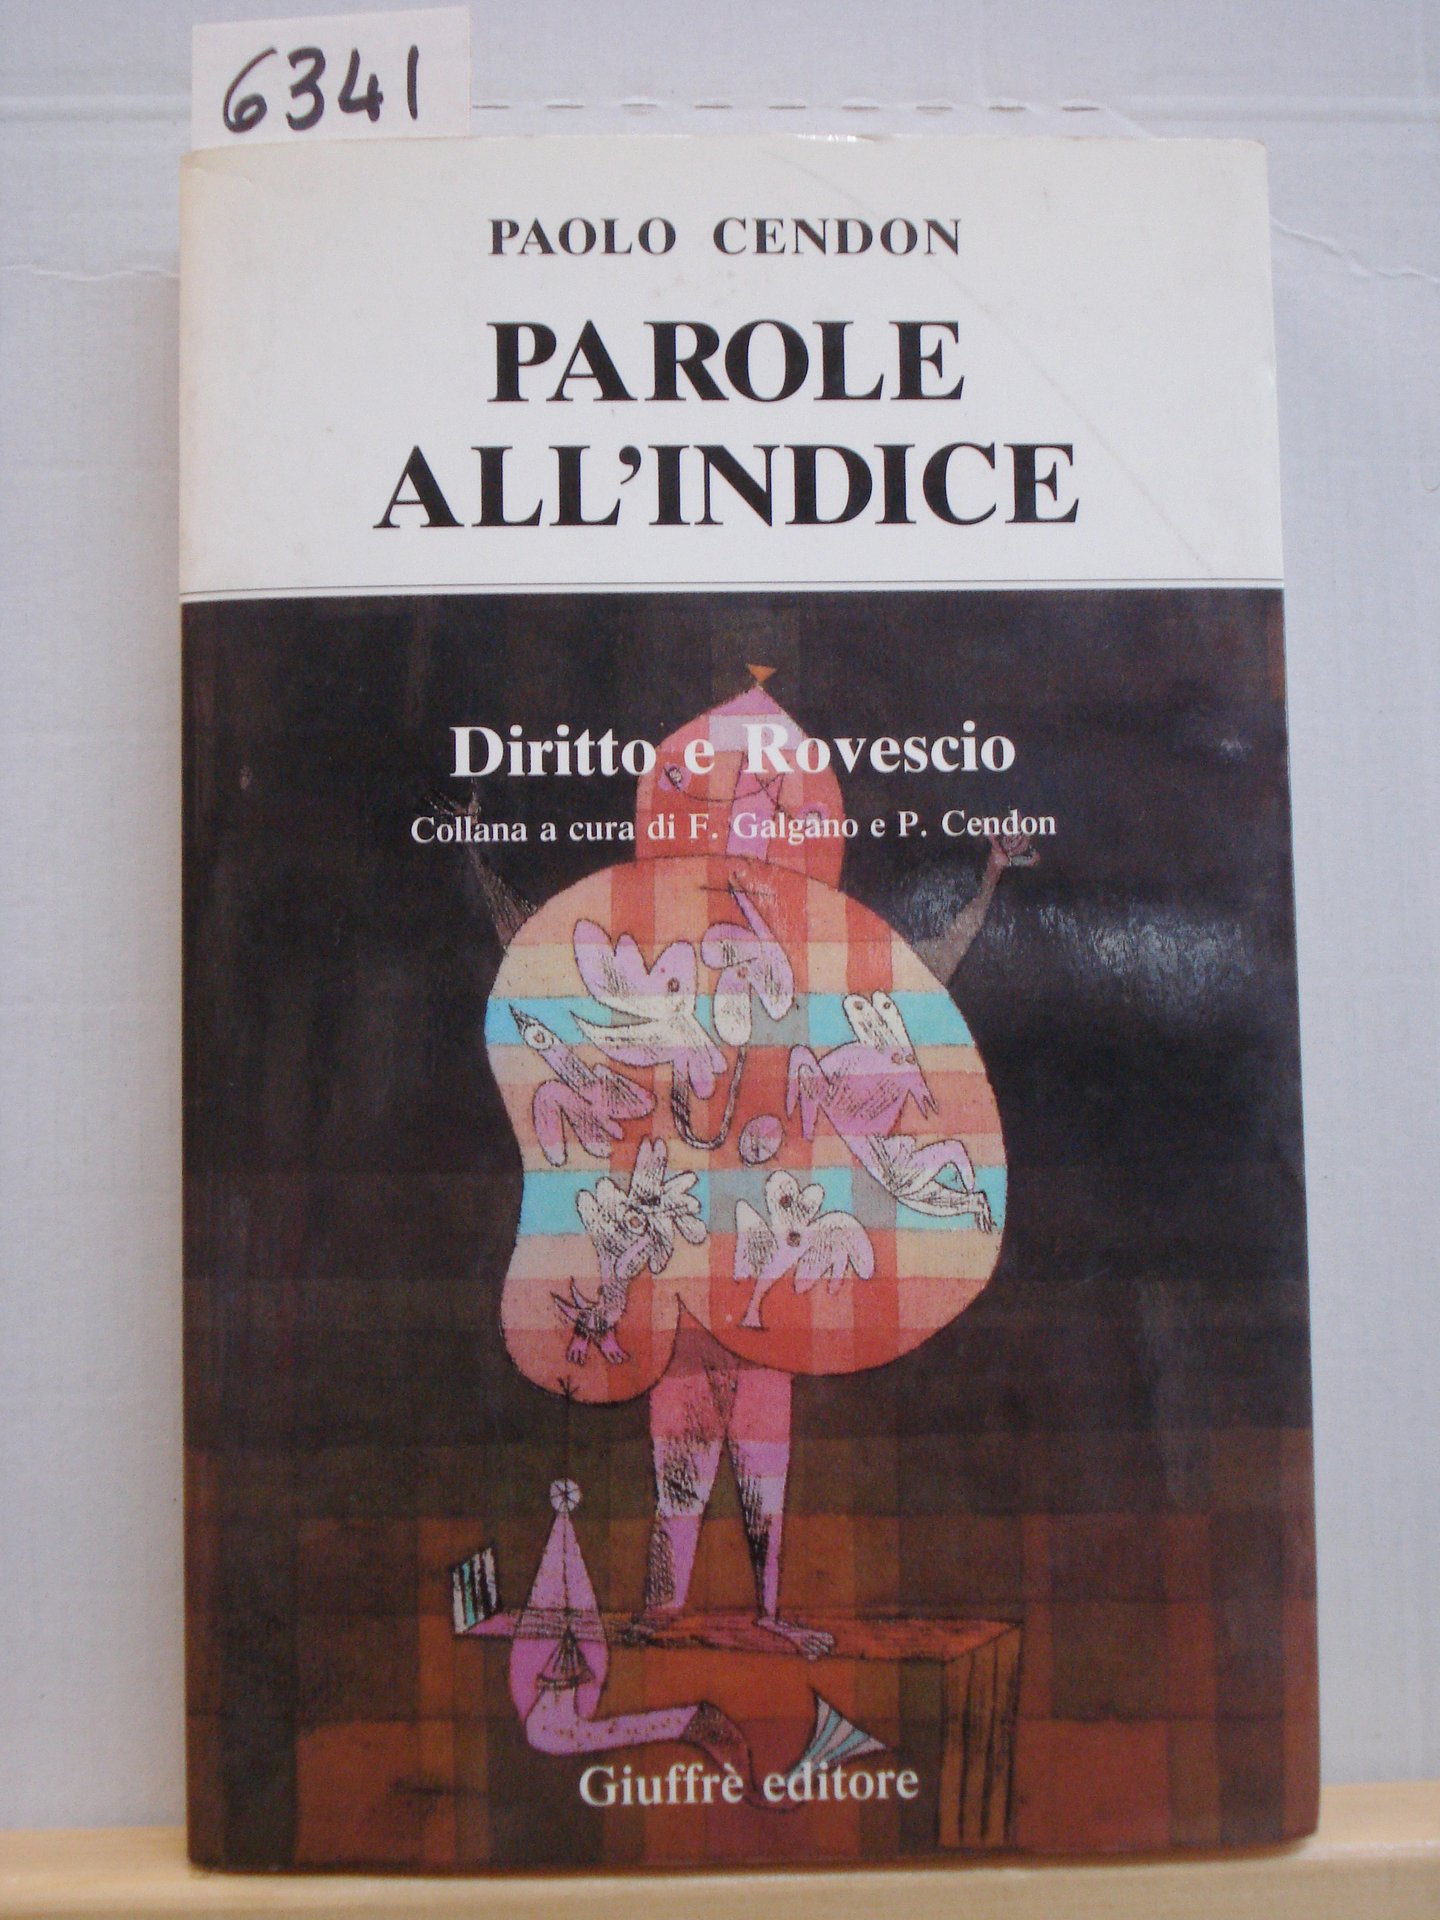 6341
PAOLO CENDON
PAROLE
ALL'INDICE
Diritto e Rovescio
Collana a cura di F. Galgano e P. Cendon
Giuffrè editore